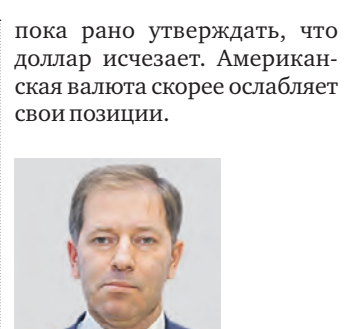 пока рано утверждать, что
доллар исчезает. Американ-
ская валюта скорее ослабляет
свои позиции.